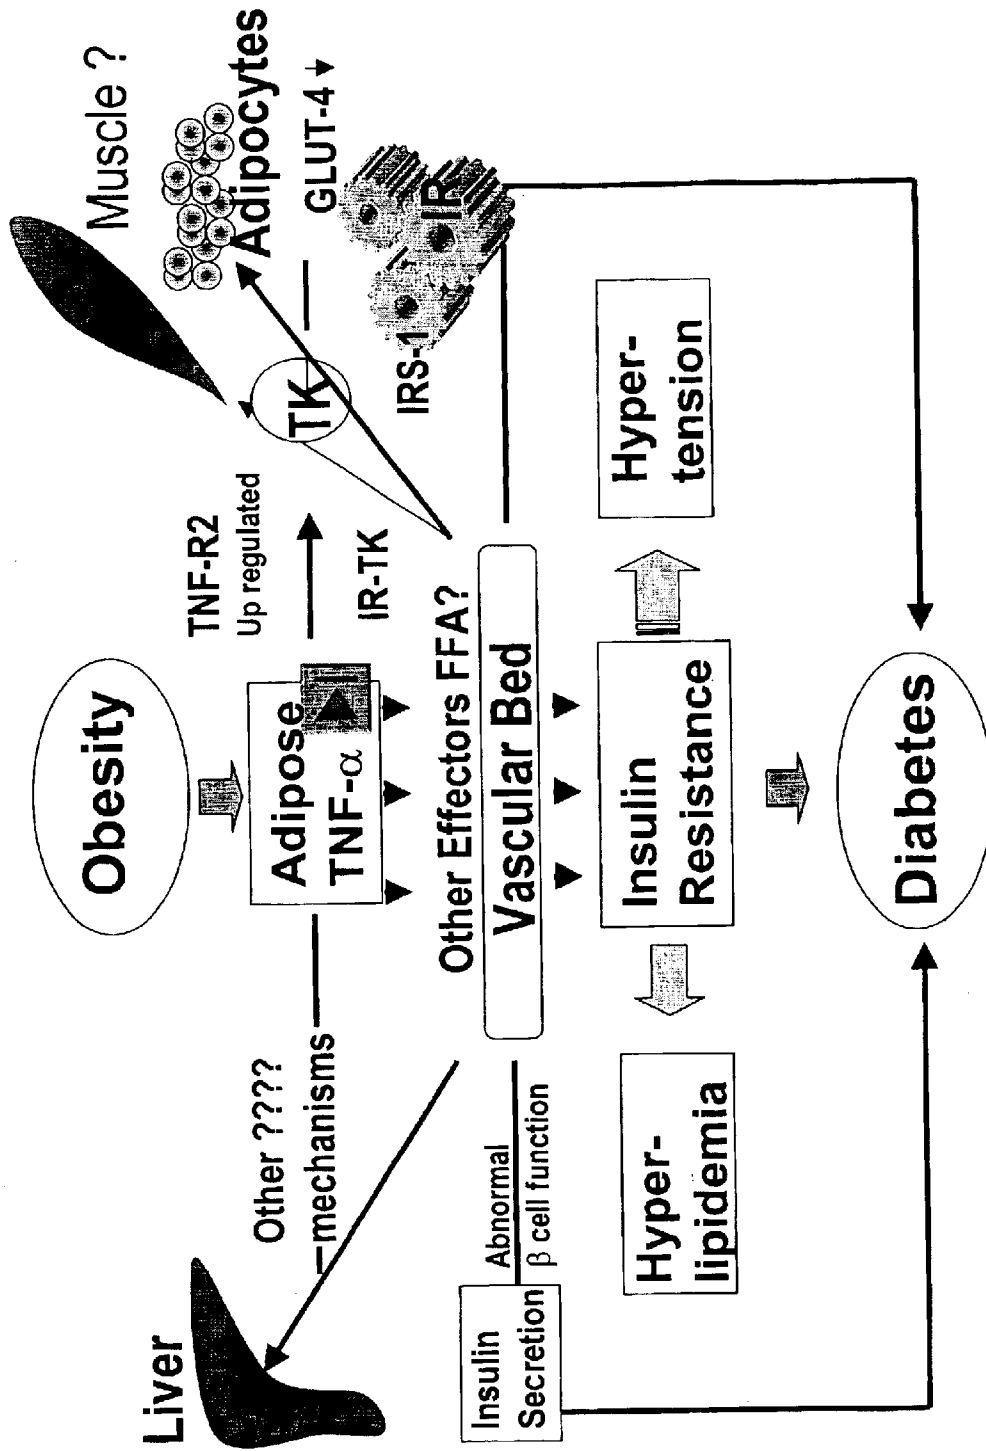 Obesity
Liver
Muscle ?
Other ????
mechanisms
Adipose
TNF-α
TNF-R2
Up regulated
IR-TK
TK
Adipocytes
GLUT-4
IRS-1
IR
Other Effectors FFA?
Vascular Bed
Insulin
Secretion
Abnormal
β cell function
Insulin
Resistance
Hyper-
lipidemia
Hyper-
tension
Diabetes